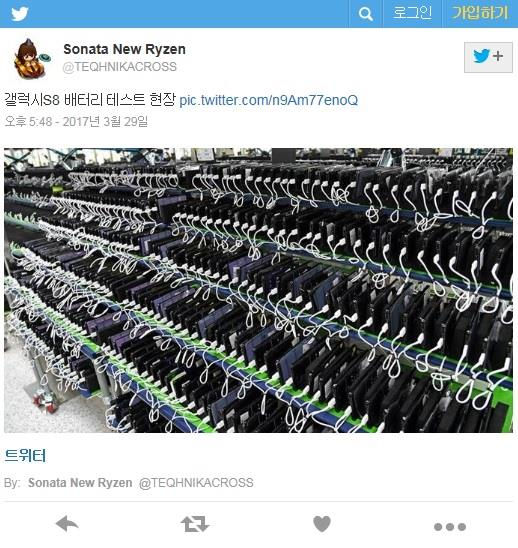 로그인 가입하기
Sonata New Ryzen
@TEQHNIKACROSS
갤럭시S8 배터리 테스트 현장 pic.twitter.com/n9Am77enoQ
오후 5:48 - 2017년 3월 29일
트위터
By: Sonata New Ryzen @TEQHNIKACROSS